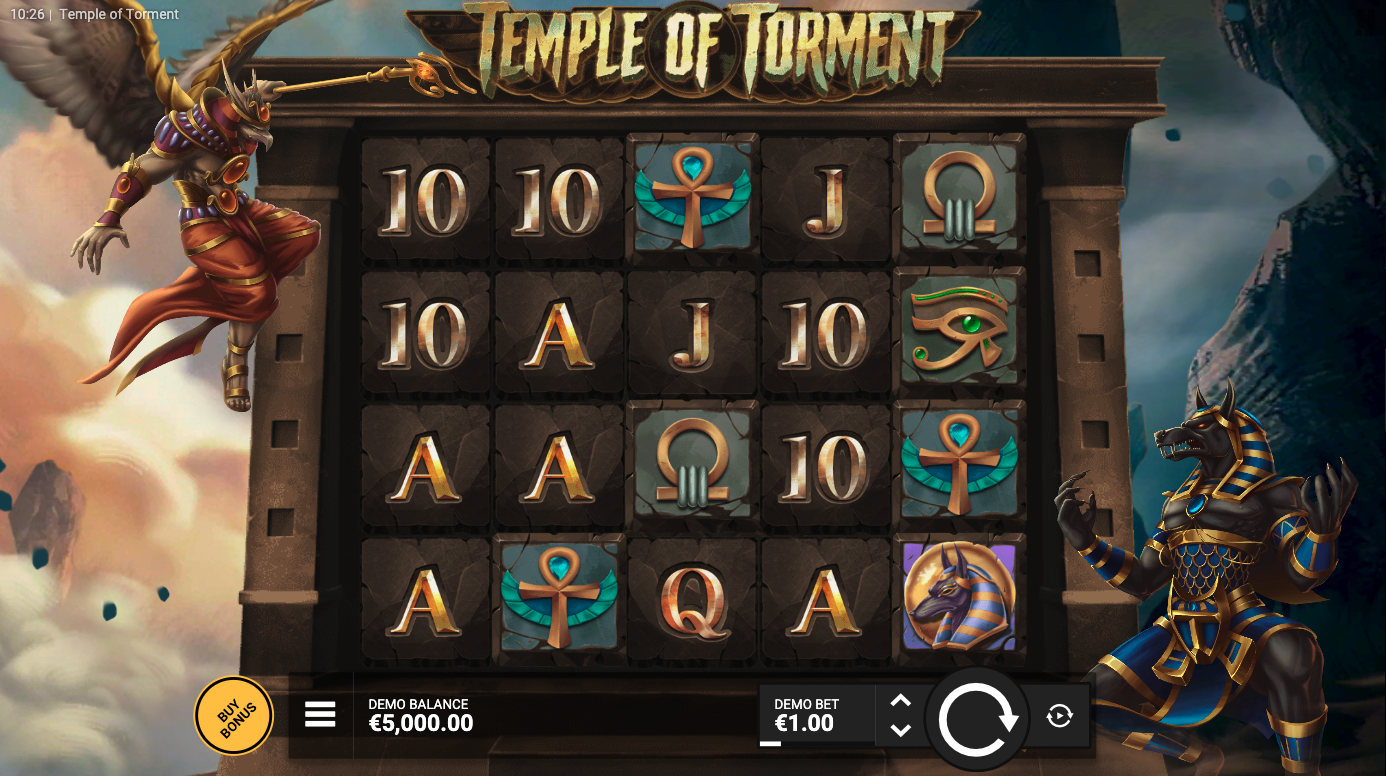 10:26 | Temple of Torment
TEMPLE OF TORMENT
10 10 J
10 A J 10
A A 10
A Q A
BUY
BONUS
DEMO BALANCE
€5,000.00
DEMO BET
€1.00